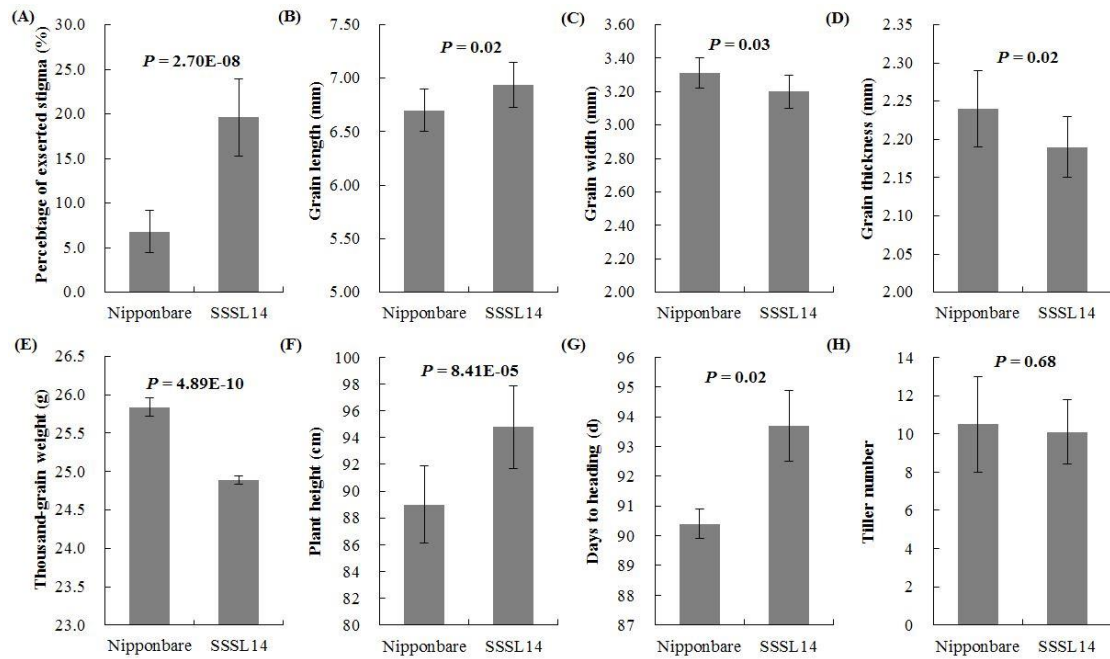 (A)
Percebtage of exserted stigma (%)
30.0
25.0
20.0
15.0
10.0
5.0
0.0
P = 2.70E-08
Nipponbare SSSL14
(B)
Grain length (mm)
7.50
7.00
6.50
6.00
5.50
5.00
P = 0.02
Nipponbare SSSL14
(C)
Grain width (mm)
3.60
3.40
3.20
3.00
2.80
2.60
2.40
2.20
2.00
P = 0.03
Nipponbare SSSL14
(D)
Grain thickness (mm)
2.35
2.30
2.25
2.20
2.15
2.10
2.05
2.00
P = 0.02
Nipponbare SSSL14
(E)
Thousand-grain weight (g)
26.5
26.0
25.5
25.0
24.5
24.0
23.5
23.0
P = 4.89E-10
Nipponbare SSSL14
(F)
Plant height (cm)
100
98
96
94
92
90
88
86
84
82
80
P = 8.41E-05
Nipponbare SSSL14
(G)
Days to heading (d)
96
95
94
93
92
91
90
89
88
87
P = 0.02
Nipponbare SSSL14
(H)
Tiller number
14
12
10
8
6
4
2
0
P = 0.68
Nipponbare SSSL14